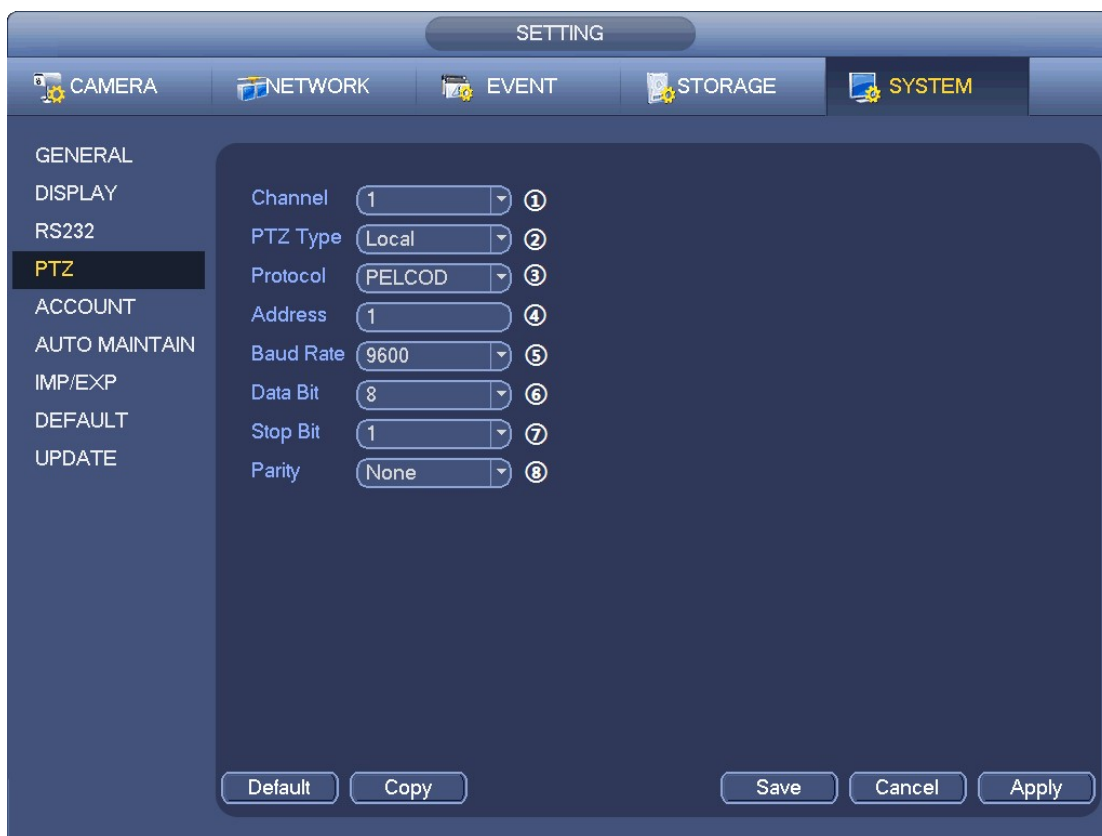 SETTING
CAMERA NETWORK EVENT STORAGE SYSTEM
GENERAL
DISPLAY
RS232
PTZ
ACCOUNT
AUTO MAINTAIN
IMP/EXP
DEFAULT
UPDATE
Channel 1 ①
PTZ Type Local ②
Protocol PELCOD ③
Address 1 ④
Baud Rate 9600 ⑤
Data Bit 8 ⑥
Stop Bit 1 ⑦
Parity None ⑧
Default Copy Save Cancel Apply